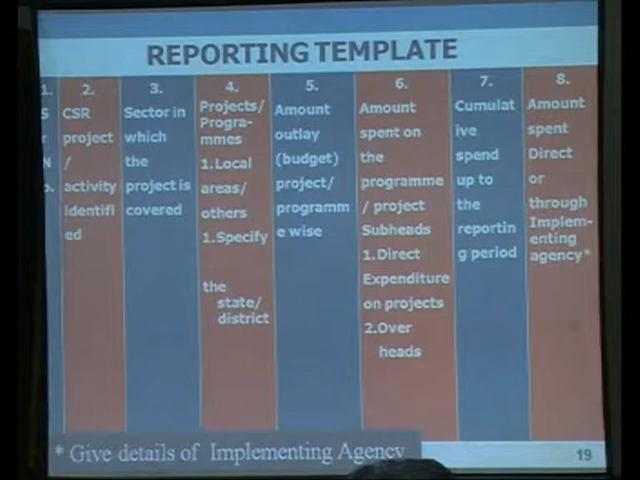 REPORTING TEMPLATE
1.
S
r
N
o.
2.
CSR
project
/
activity
identifi
ed
3.
Sector in
which
the
project is
covered
4.
Projects/
Progra-
mmes
1.Local
areas/
others
1.Specify
the
state/
district
5.
Amount
outlay
(budget)
project/
programm
e wise
6.
Amount
spent on
the
programme
/ project
Subheads
1.Direct
Expenditure
on projects
2.Over
heads
7.
Cumulat
ive
spend
up to
the
reportin
g period
8.
Amount
spent
Direct
or
through
Implem-
enting
agency*
* Give details of Implementing Agency
19